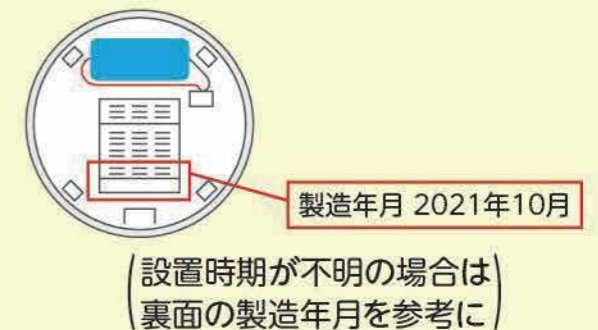 製造年月 2021年10月
(設置時期が不明の場合は
裏面の製造年月を参考に)